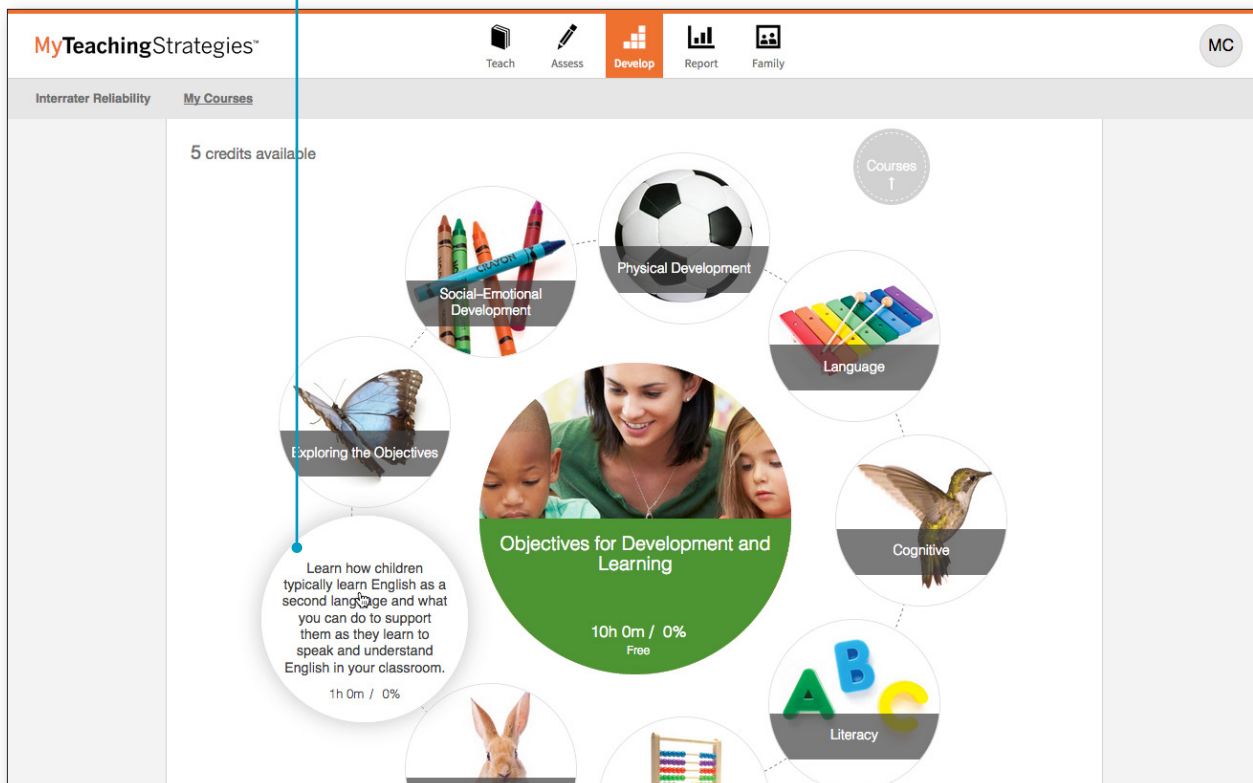 MyTeachingStrategies™
Teach
Assess
Develop
Report
Family
MC
Interrater Reliability
My Courses
5 credits available
Courses
↑
Social–Emotional
Development
CRAYON
Physical Development
Language
Exploring the Objectives
Objectives for Development and
Learning
10h 0m / 0%
Free
Cognitive
Learn how children
typically learn English as a
second language and what
you can do to support
them as they learn to
speak and understand
English in your classroom.
1h 0m / 0%
A B C
Literacy